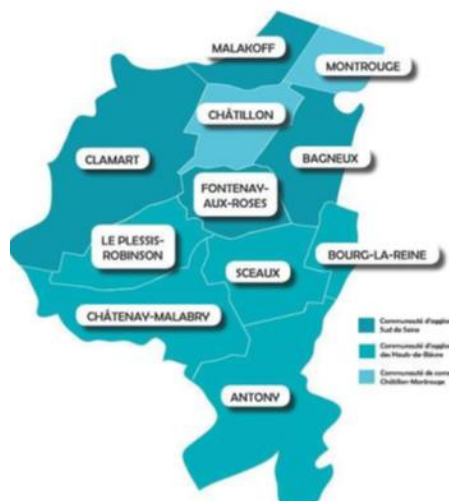 MALAKOFF
MONTROUGE
CHÂTILLON
CLAMART
BAGNEUX
FONTENAY-
AUX-ROSES
LE PLESSIS-
ROBINSON
BOURG-LA-REINE
SCEAUX
CHÂTENAY-MALABRY
ANTONY
Communauté d'agglo
Sud de Seine
Communauté d'agglo
des Hauts-de-Bièvre
Communauté de com
Châtillon-Montrouge